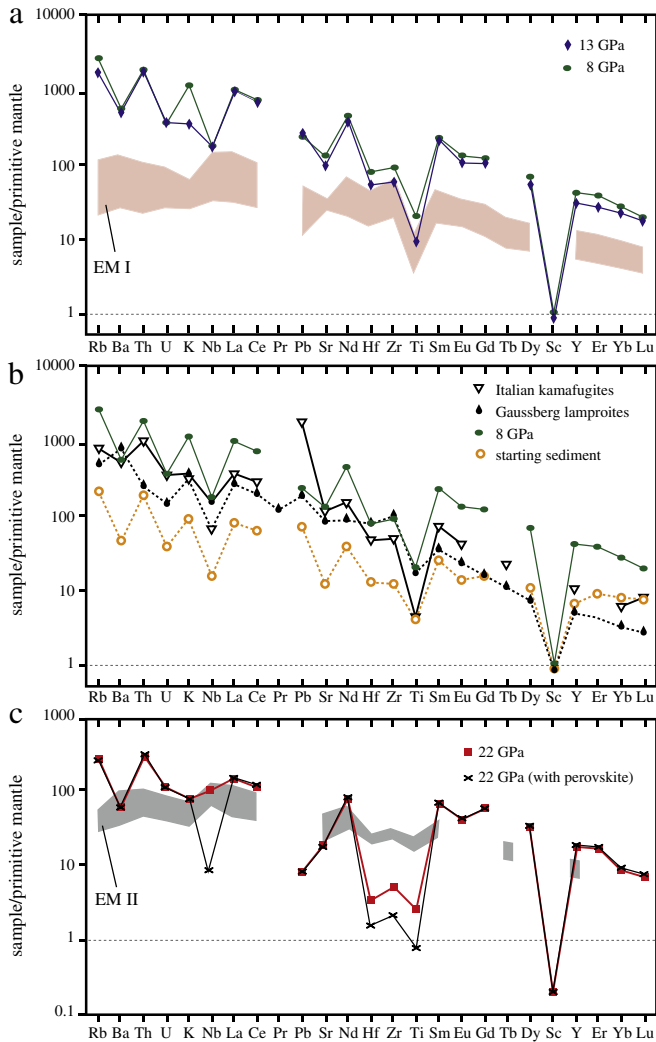 a
10000
1000
100
10
1
sample/primitive mantle
13 GPa
8 GPa
EM I
Rb Ba Th U K Nb La Ce Pr Pb Sr Nd Hf Zr Ti Sm Eu Gd Tb Dy Sc Y Er Yb Lu
b
10000
1000
100
10
1
sample/primitive mantle
Italian kamafugites
Gaussberg lamproites
8 GPa
starting sediment
Rb Ba Th U K Nb La Ce Pr Pb Sr Nd Hf Zr Ti Sm Eu Gd Tb Dy Sc Y Er Yb Lu
c
1000
100
10
1
0.1
sample/primitive mantle
22 GPa
22 GPa (with perovskite)
EM II
Rb Ba Th U K Nb La Ce Pr Pb Sr Nd Hf Zr Ti Sm Eu Gd Tb Dy Sc Y Er Yb Lu